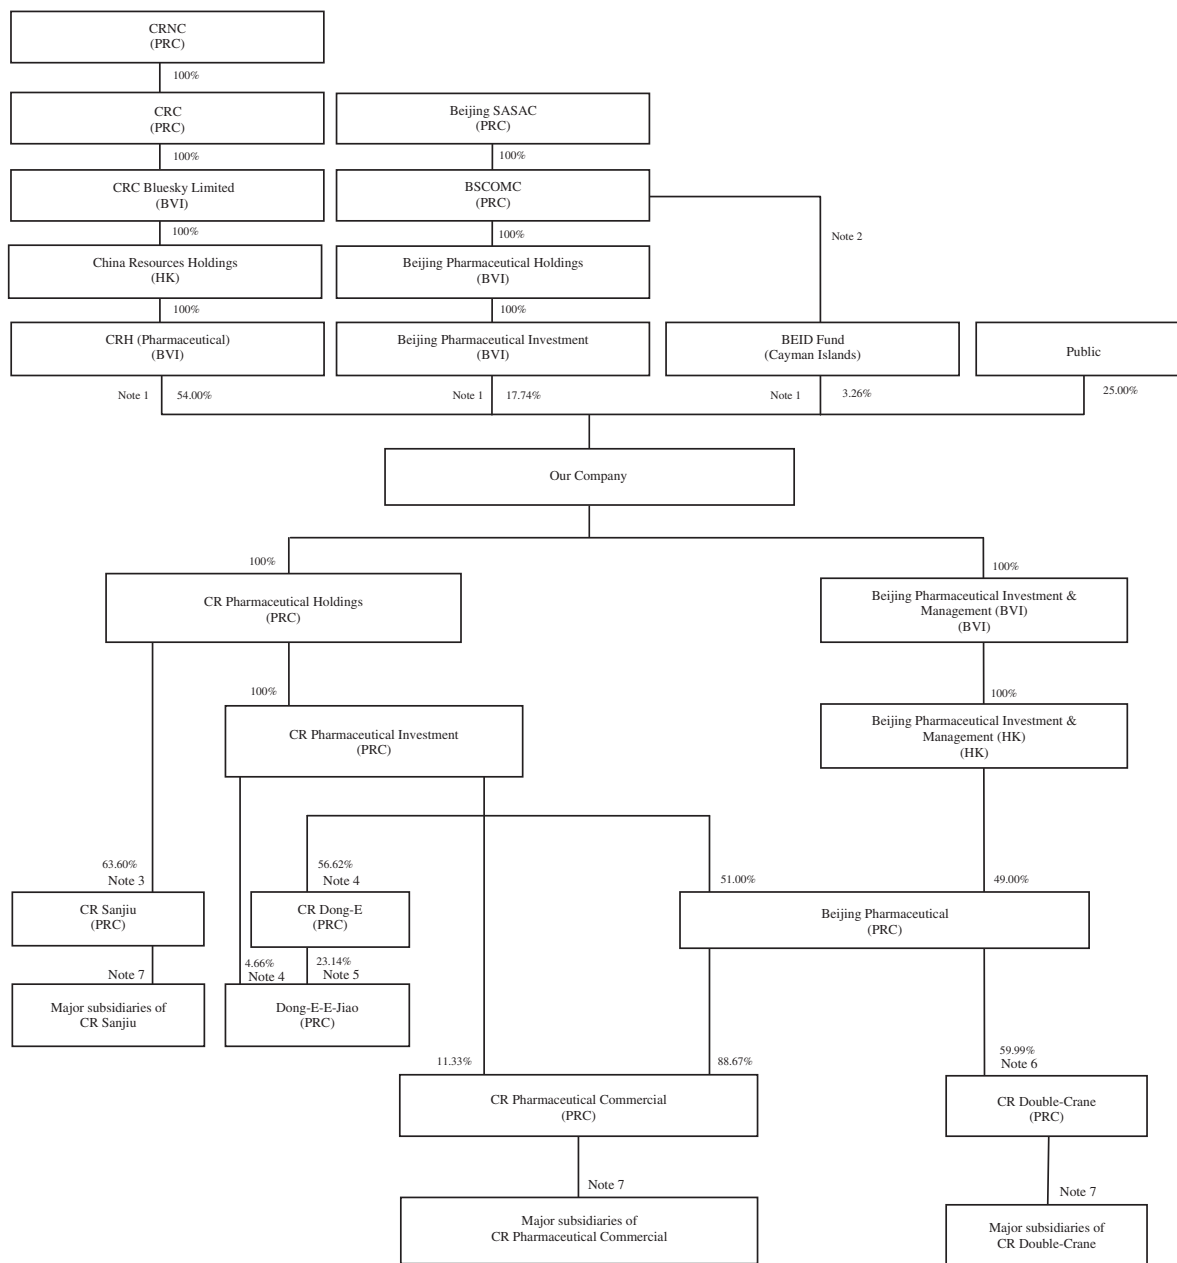 CRNC
(PRC)
100%
CRC
(PRC)
Beijing SASAC
(PRC)
100%
100%
CRC Bluesky Limited
(BVI)
BSCOMC
(PRC)
100%
100%
Note 2
China Resources Holdings
(HK)
Beijing Pharmaceutical Holdings
(BVI)
100%
100%
CRH (Pharmaceutical)
(BVI)
Beijing Pharmaceutical Investment
(BVI)
BEID Fund
(Cayman Islands)
Public
Note 1
54.00%
Note 1
17.74%
Note 1
3.26%
25.00%
Our Company
100%
100%
CR Pharmaceutical Holdings
(PRC)
Beijing Pharmaceutical Investment &
Management (BVI)
(BVI)
100%
100%
CR Pharmaceutical Investment
(PRC)
Beijing Pharmaceutical Investment &
Management (HK)
(HK)
63.60%
Note 3
56.62%
Note 4
51.00%
49.00%
CR Sanjiu
(PRC)
CR Dong-E
(PRC)
Beijing Pharmaceutical
(PRC)
Note 7
4.66%
Note 4
23.14%
Note 5
Major subsidiaries of
CR Sanjiu
Dong-E-E-Jiao
(PRC)
11.33%
88.67%
59.99%
Note 6
CR Pharmaceutical Commercial
(PRC)
CR Double-Crane
(PRC)
Note 7
Note 7
Major subsidiaries of
CR Pharmaceutical Commercial
Major subsidiaries of
CR Double-Crane